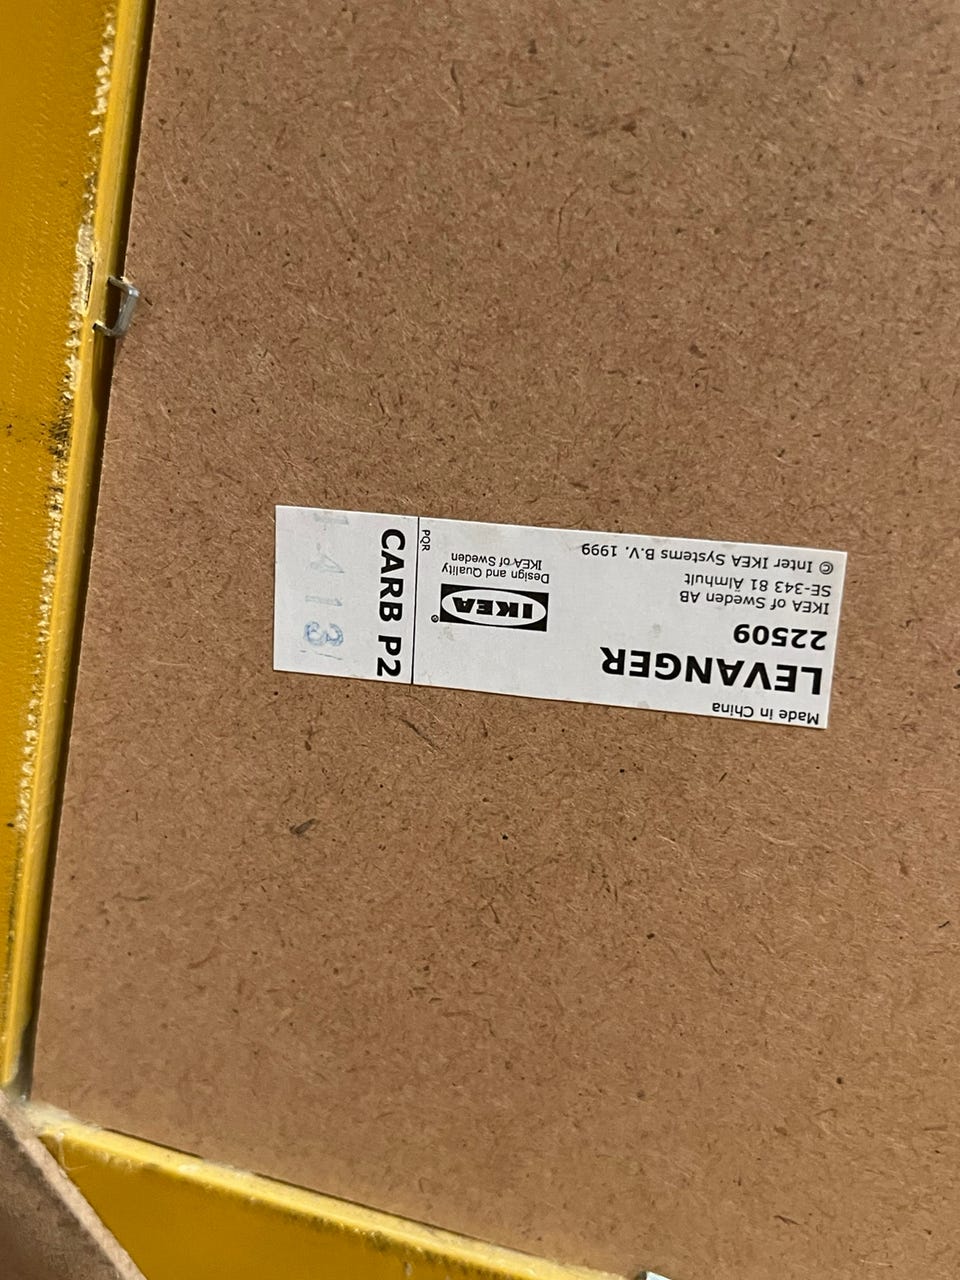 Made in China
LEVANGER
22509
IKEA of Sweden AB
SE-343 81 Älmhult
© Inter IKEA Systems B.V. 1999
IKEA®
Design and Quality
IKEA of Sweden
PQR
CARB P2